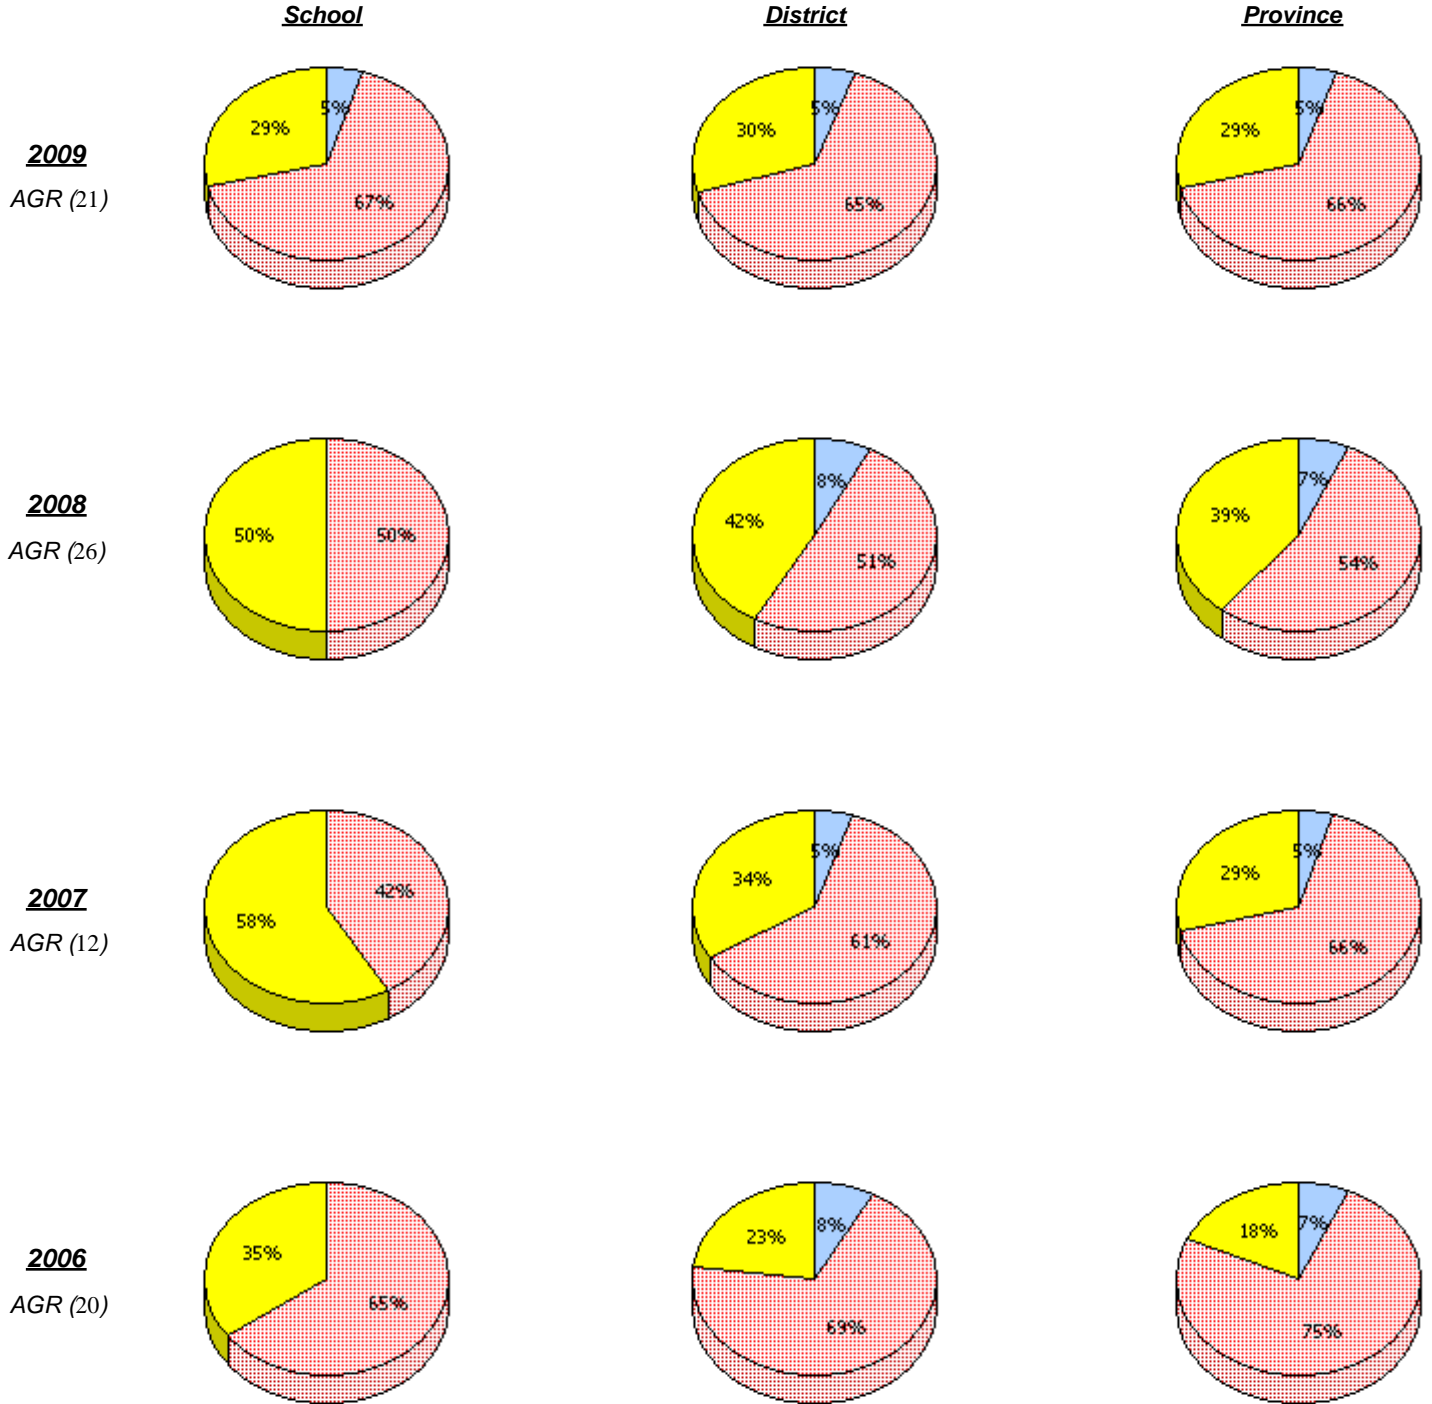 School District Province
5% 5% 5%
29% 30% 29%
2009
AGR (21)
67% 65% 66%
8% 7%
2008
50% 50% 42% 39%
AGR (26)
51% 54%
5% 5%
34% 29%
2007
58% 42%
AGR (12)
61% 66%
8% 7%
35% 23% 18%
2006
AGR (20)
65% 69% 75%